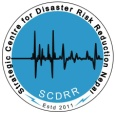 Strategic Centre for Disaster Risk Reduction Nepal
SCDRR
Estd 2011